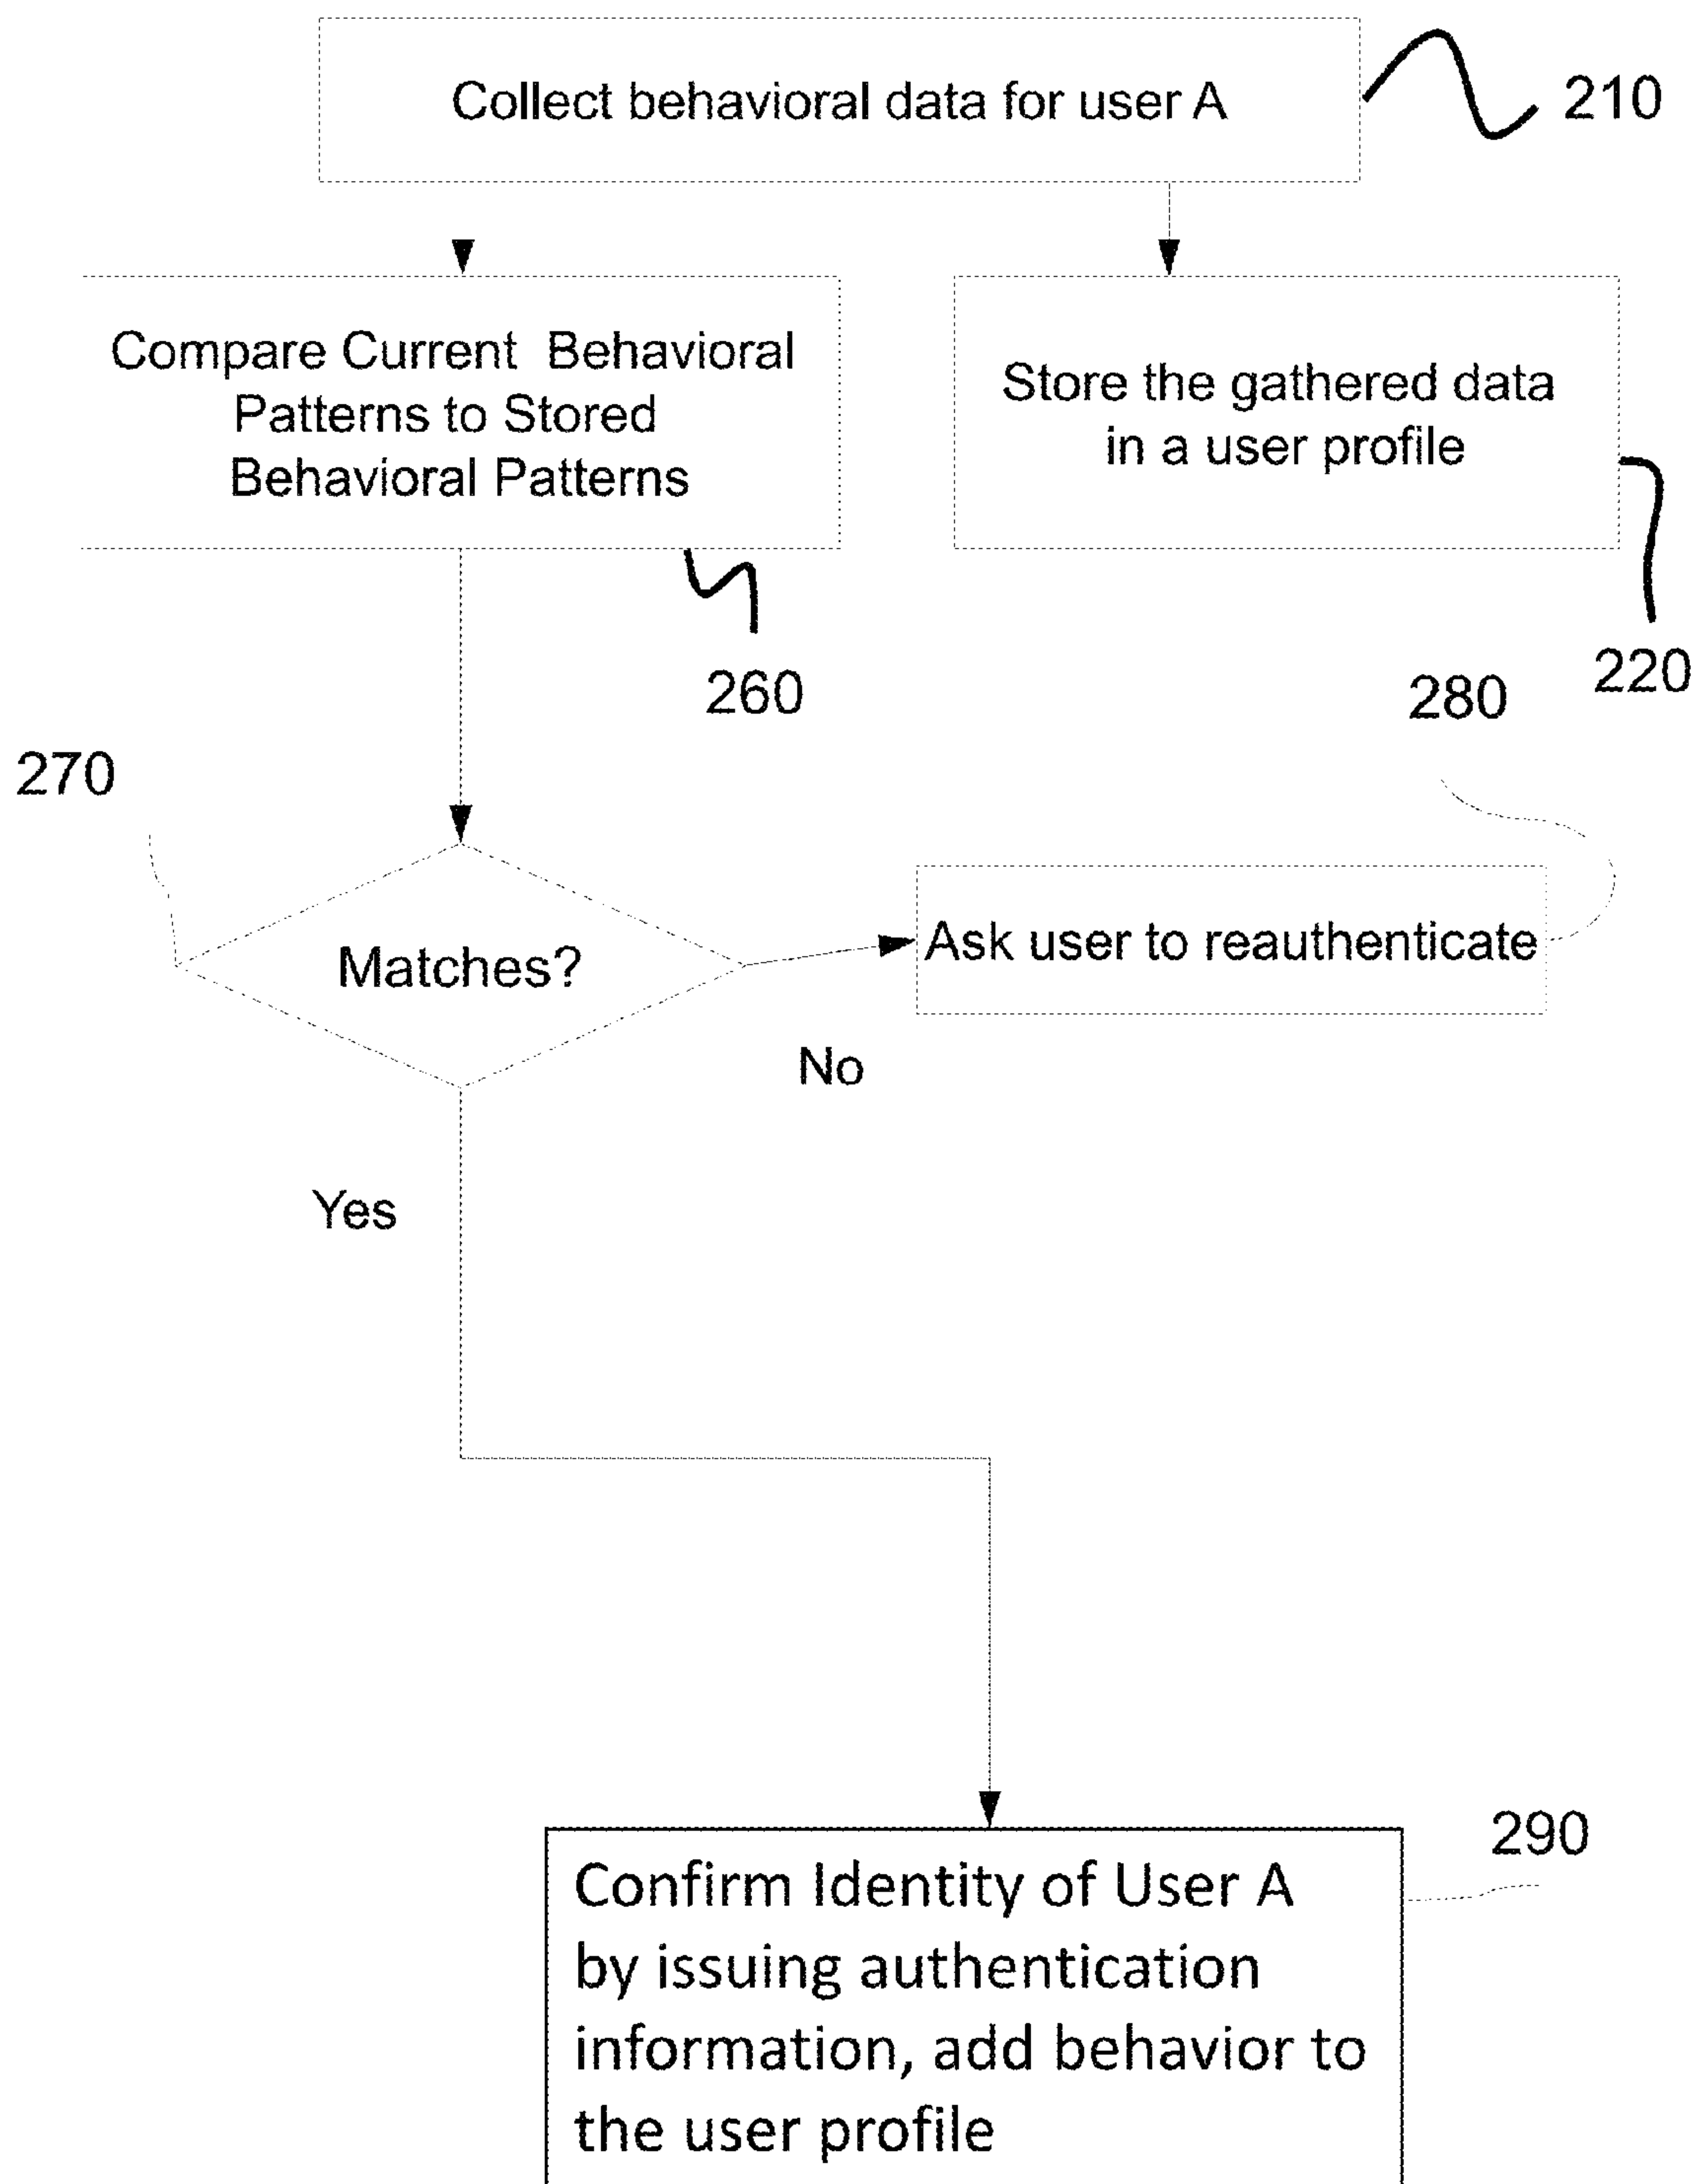 Collect behavioral data for user A
210
Compare Current Behavioral
Patterns to Stored
Behavioral Patterns
Store the gathered data
in a user profile
260
220
280
270
Matches?
Ask user to reauthenticate
No
Yes
290
Confirm Identity of User A
by issuing authentication
information, add behavior to
the user profile